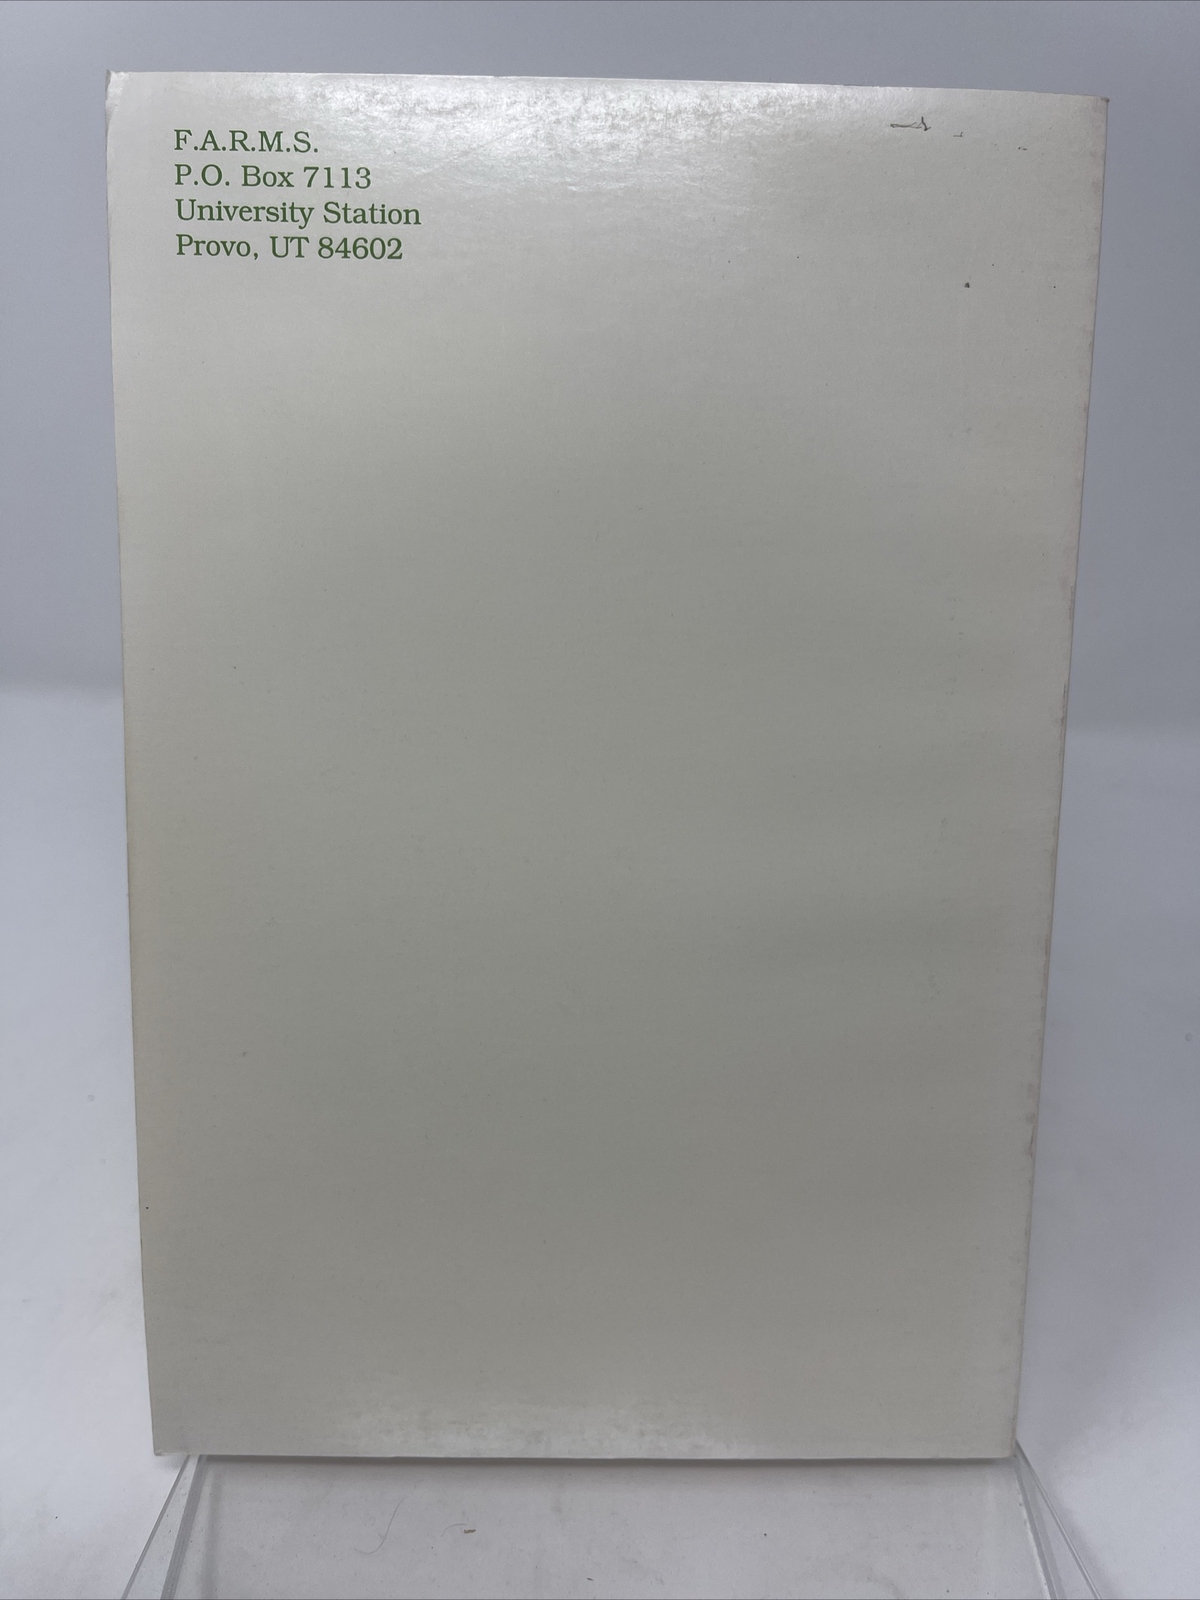 F.A.R.M.S.
P.O. Box 7113
University Station
Provo, UT 84602